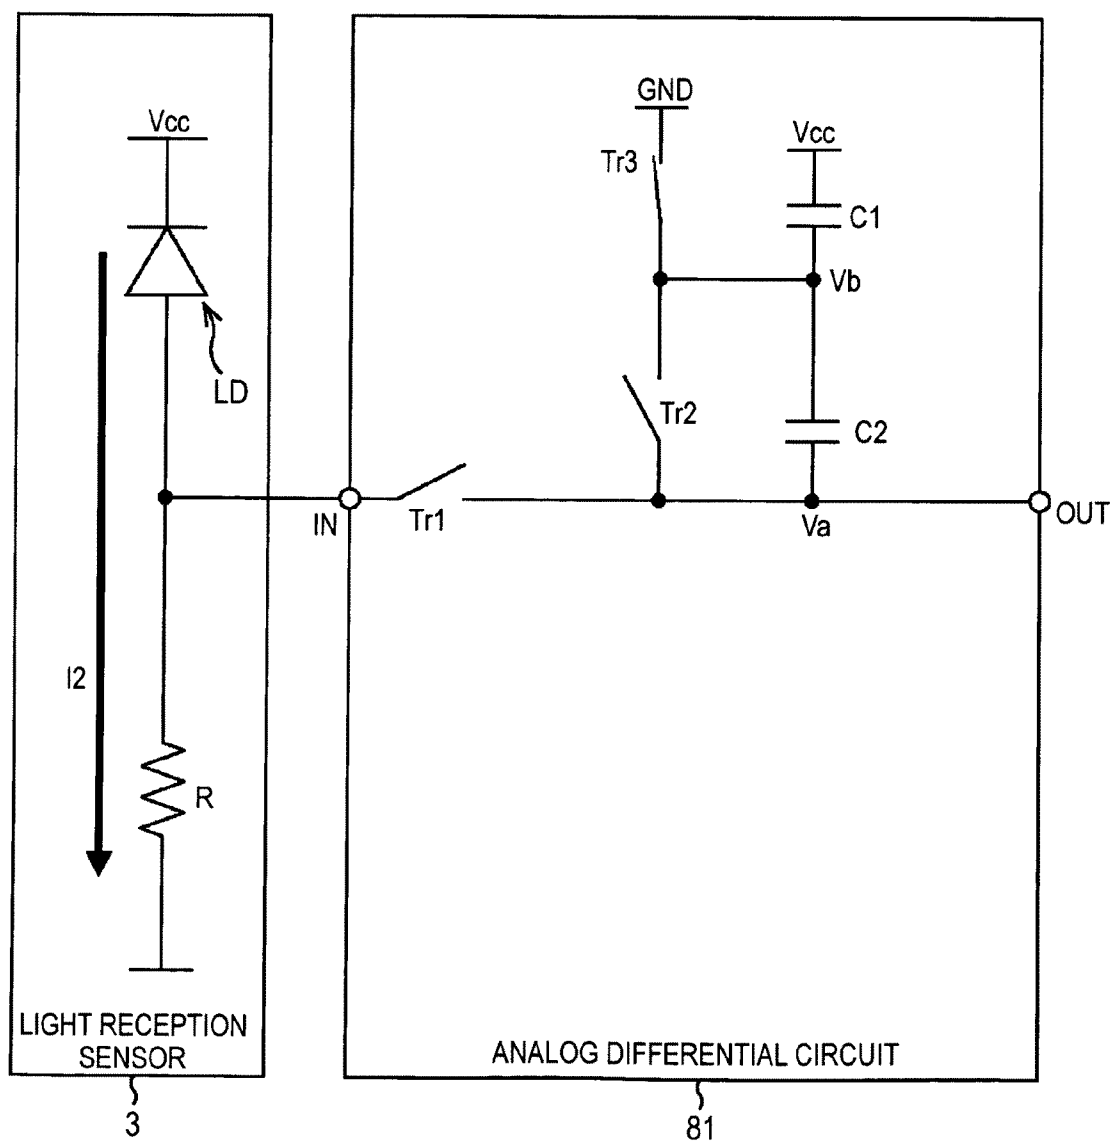 Vcc
LD
I2
R
LIGHT RECEPTION
SENSOR
3
GND
Tr3
Vcc
C1
Vb
Tr2
C2
IN
Tr1
Va
OUT
ANALOG DIFFERENTIAL CIRCUIT
81